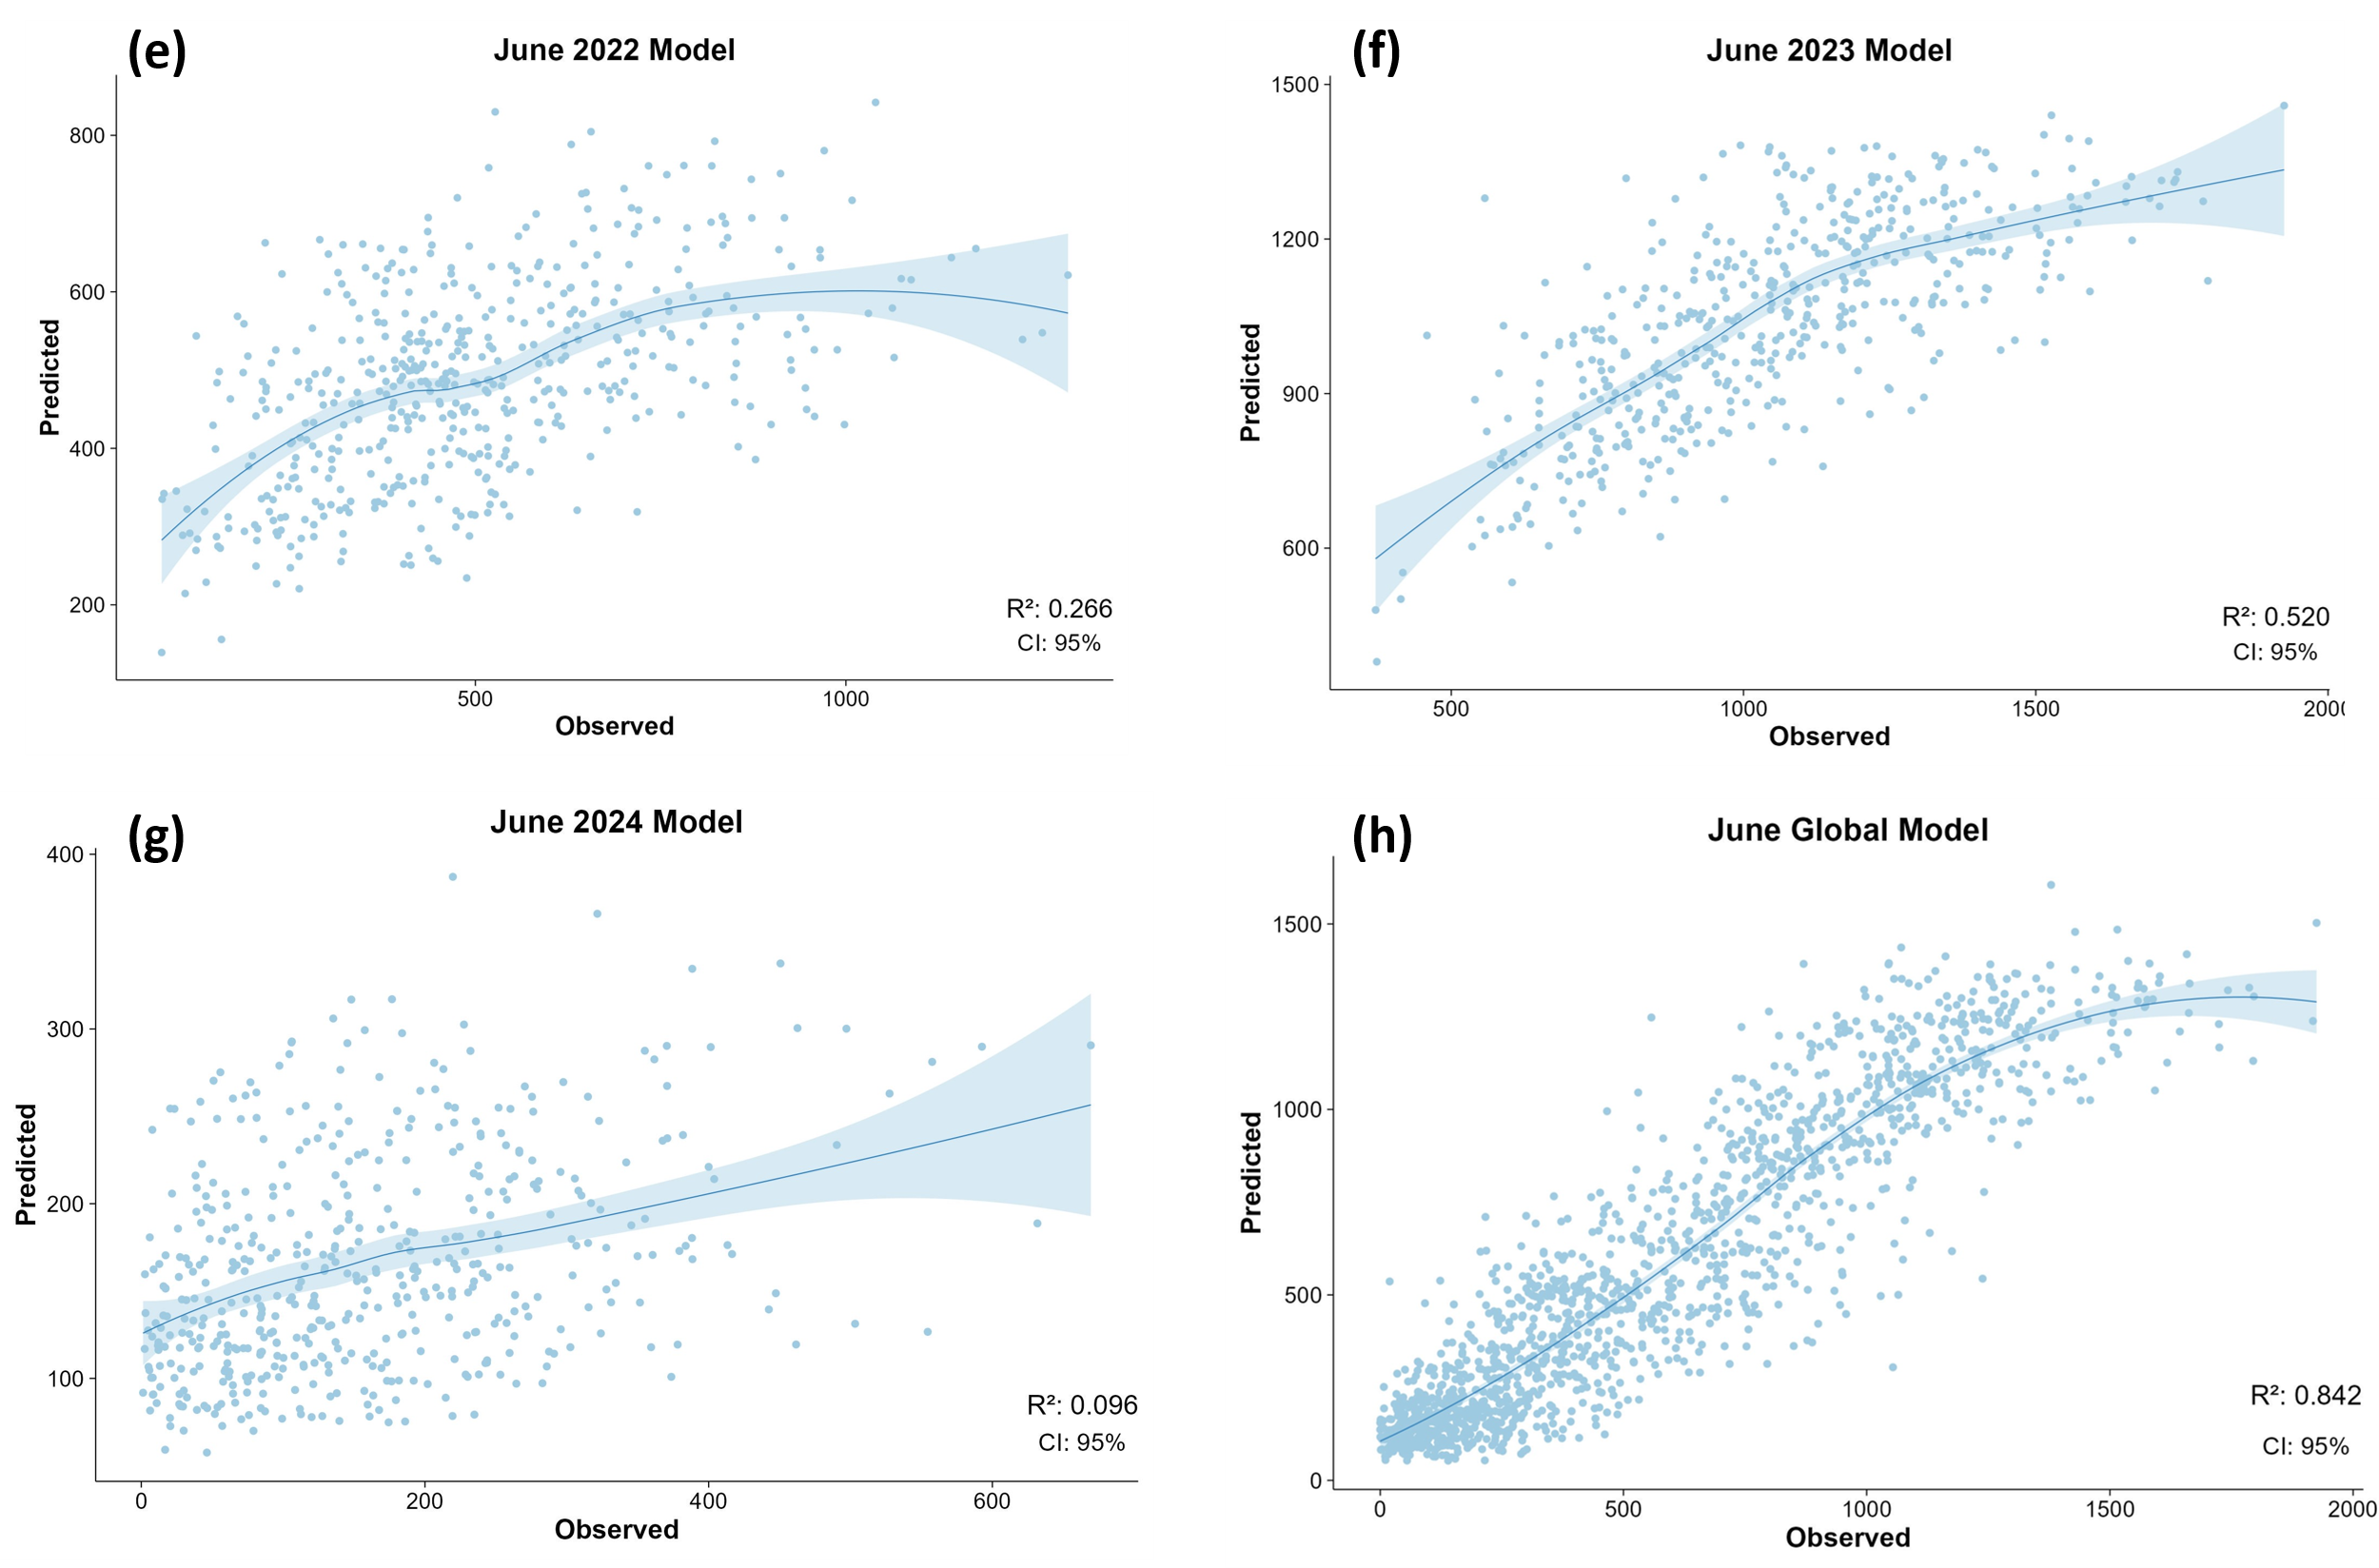 (e)
June 2022 Model
800
600
400
200
Predicted
500
1000
Observed
R²: 0.266
CI: 95%
(f)
June 2023 Model
1500
1200
900
600
Predicted
500
1000
1500
200
Observed
R²: 0.520
CI: 95%
(g)
June 2024 Model
400
300
200
100
Predicted
0
200
400
600
Observed
R²: 0.096
CI: 95%
(h)
June Global Model
1500
1000
500
0
Predicted
0
500
1000
1500
2000
Observed
R²: 0.842
CI: 95%